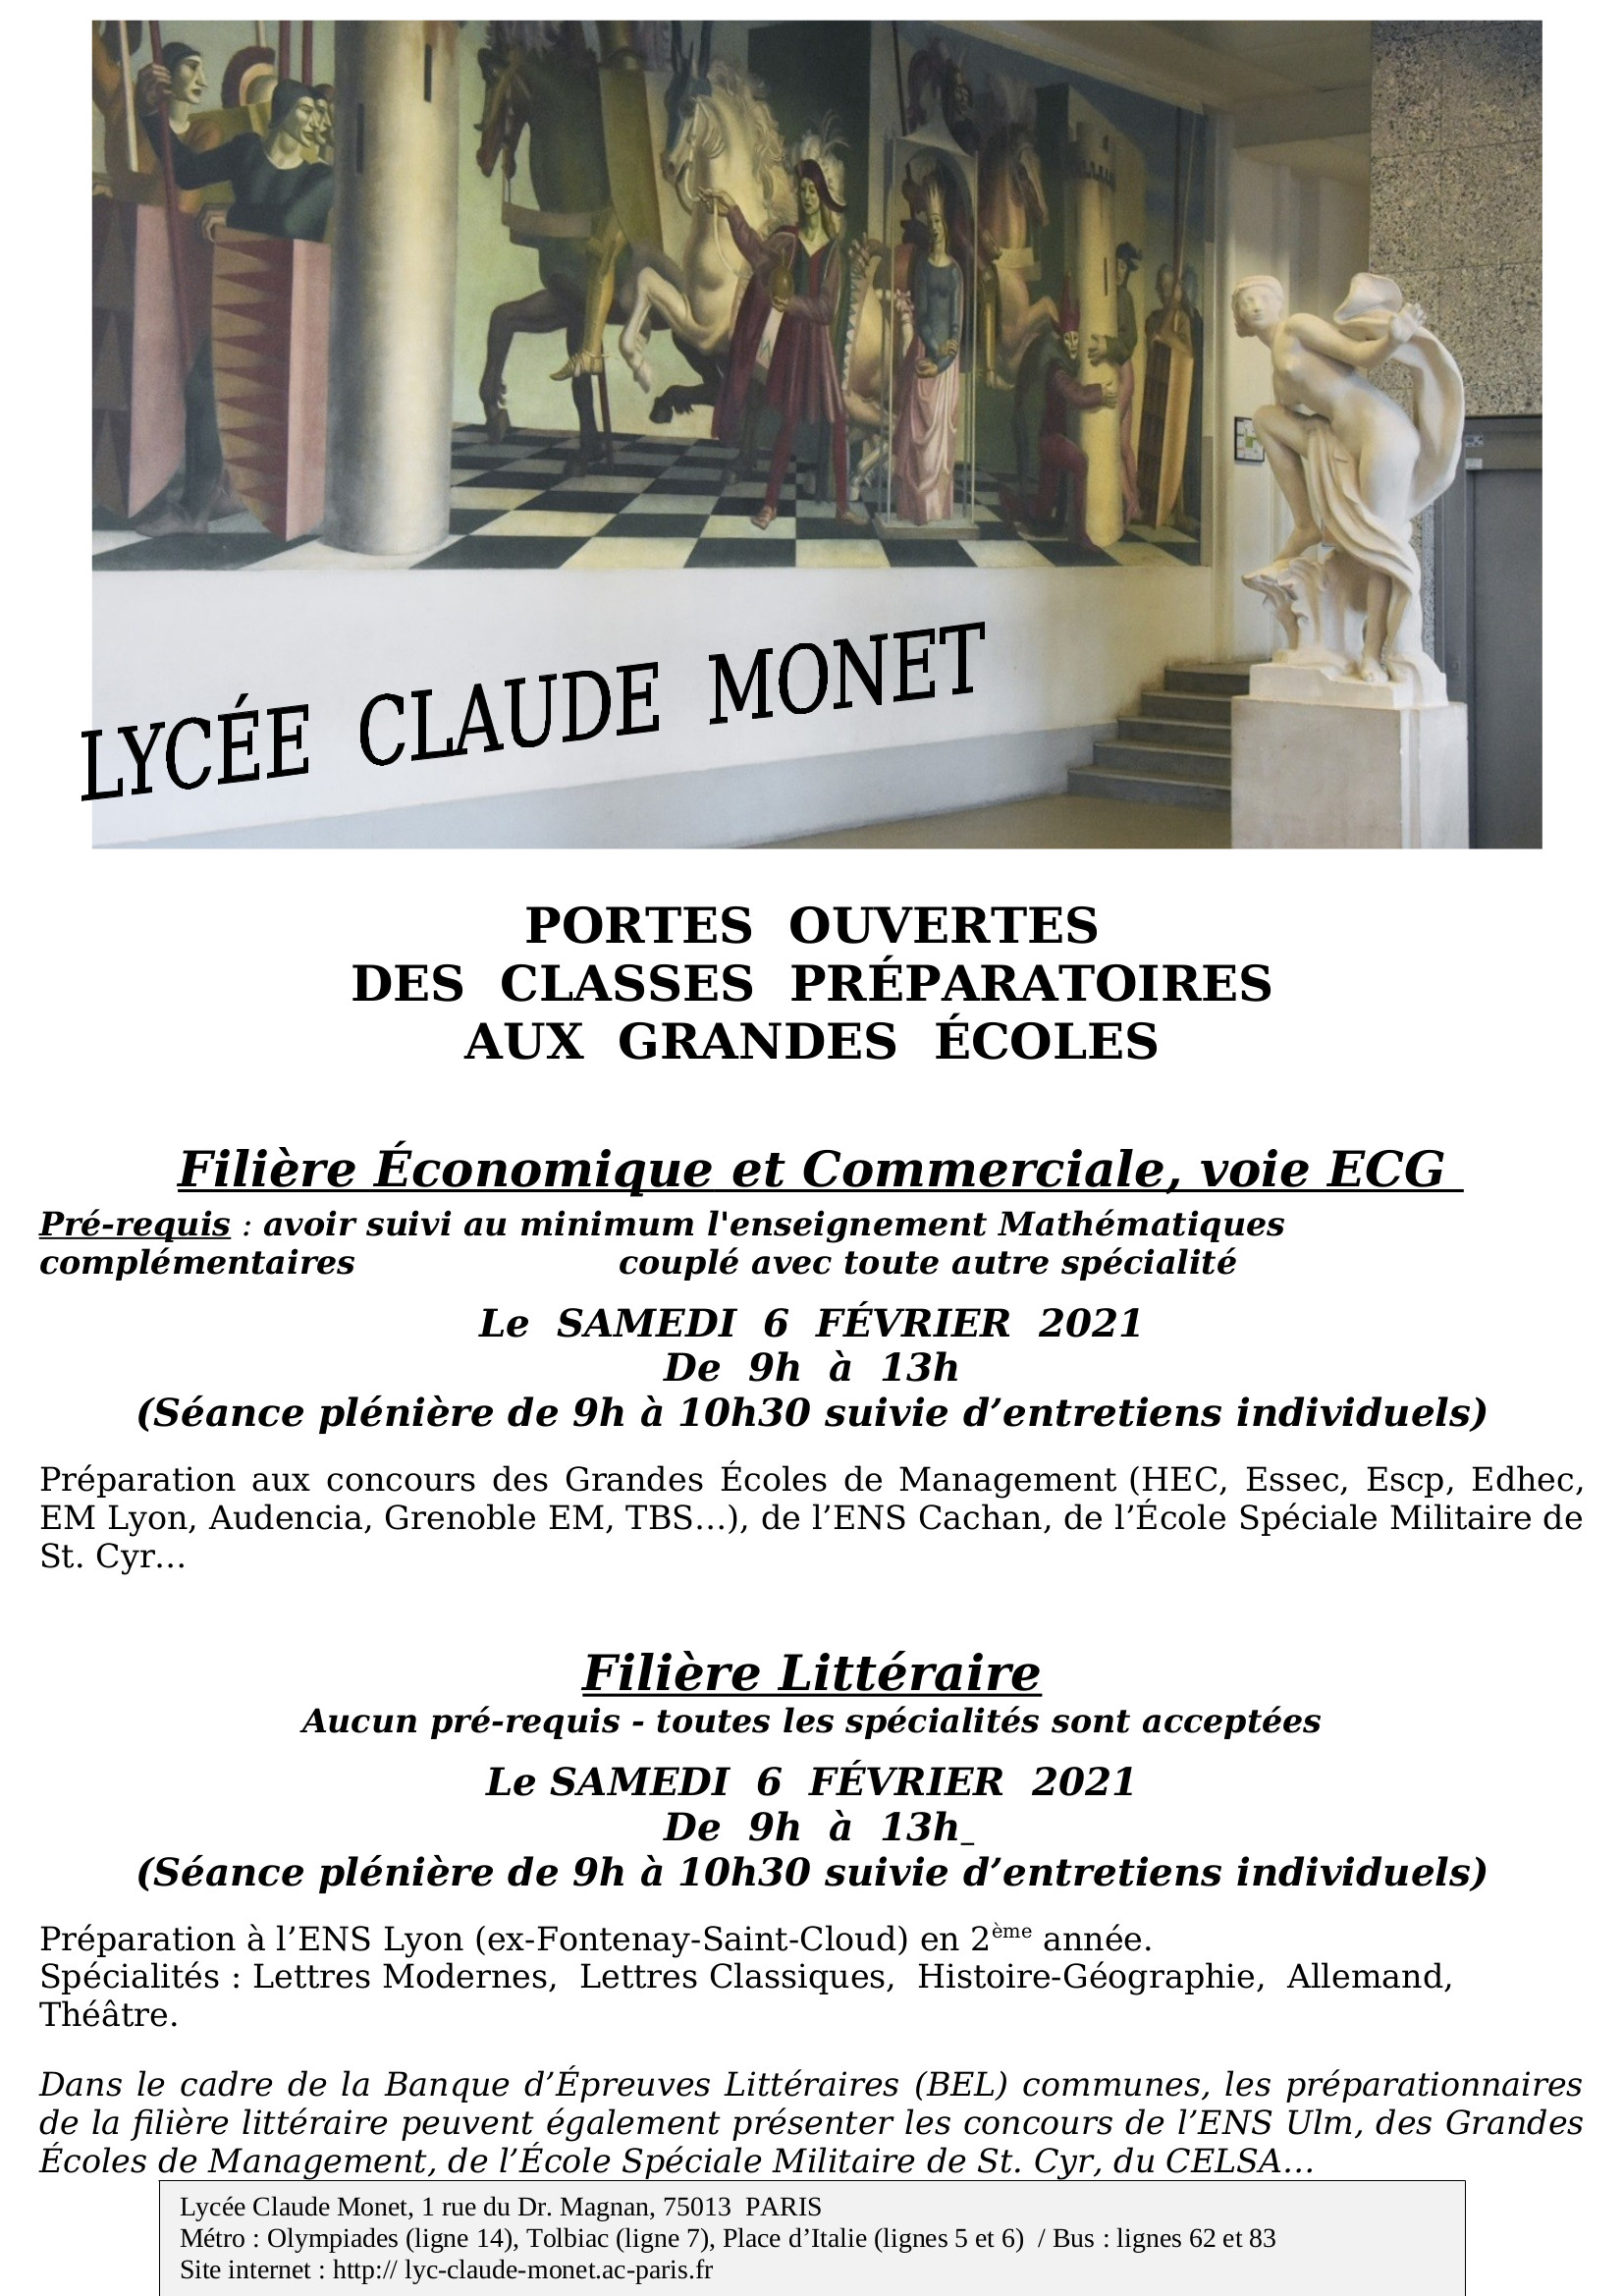 LYCÉE CLAUDE MONET
PORTES OUVERTES
DES CLASSES PRÉPARATOIRES
AUX GRANDES ÉCOLES
Filière Économique et Commerciale, voie ECG
Pré-requis : avoir suivi au minimum l'enseignement Mathématiques
complémentaires couplé avec toute autre spécialité
Le SAMEDI 6 FÉVRIER 2021
De 9h à 13h
(Séance plénière de 9h à 10h30 suivie d’entretiens individuels)
Préparation aux concours des Grandes Écoles de Management (HEC, Essec, Escp, Edhec,
EM Lyon, Audencia, Grenoble EM, TBS…), de l’ENS Cachan, de l’École Spéciale Militaire de
St. Cyr…
Filière Littéraire
Aucun pré-requis - toutes les spécialités sont acceptées
Le SAMEDI 6 FÉVRIER 2021
De 9h à 13h_
(Séance plénière de 9h à 10h30 suivie d’entretiens individuels)
Préparation à l’ENS Lyon (ex-Fontenay-Saint-Cloud) en 2ème année.
Spécialités : Lettres Modernes, Lettres Classiques, Histoire-Géographie, Allemand,
Théâtre.
Dans le cadre de la Banque d’Épreuves Littéraires (BEL) communes, les préparationnaires
de la filière littéraire peuvent également présenter les concours de l’ENS Ulm, des Grandes
Écoles de Management, de l’École Spéciale Militaire de St. Cyr, du CELSA…
Lycée Claude Monet, 1 rue du Dr. Magnan, 75013 PARIS
Métro : Olympiades (ligne 14), Tolbiac (ligne 7), Place d’Italie (lignes 5 et 6) / Bus : lignes 62 et 83
Site internet : http:// lyc-claude-monet.ac-paris.fr